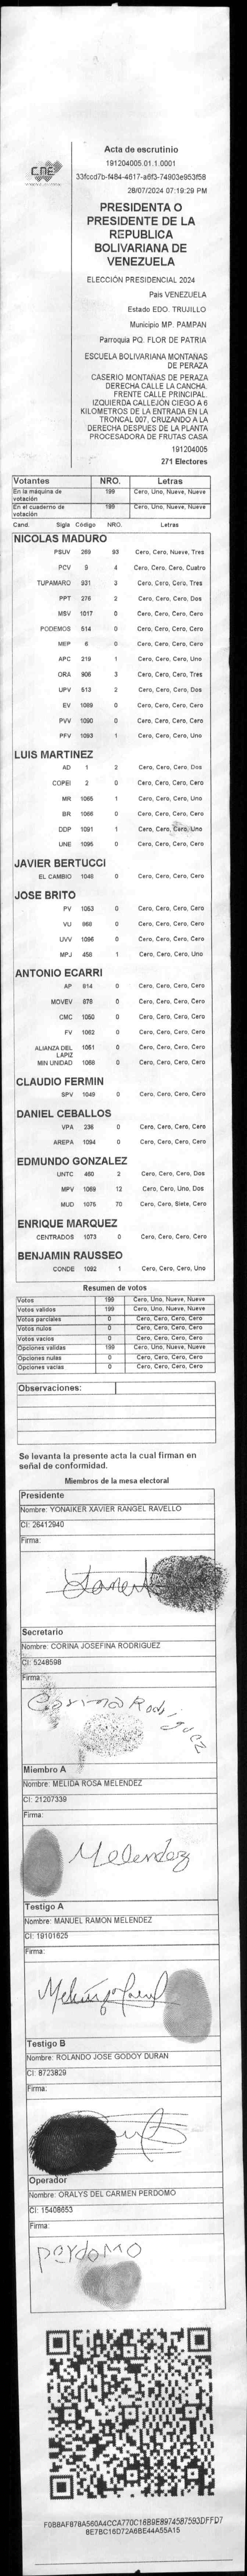 CNE
Acta de escrutinio
191204005.01.1.0001
33fccd7b-f484-4617-a6f3-74903e953f58
28/07/2024 07:19:29 PM
PRESIDENTA O
PRESIDENTE DE LA
REPUBLICA
BOLIVARIANA DE
VENEZUELA
ELECCIÓN PRESIDENCIAL 2024
Pais VENEZUELA
Estado EDO. TRUJILLO
Municipio MP. PAMPAN
Parroquia PQ. FLOR DE PATRIA
ESCUELA BOLIVARIANA MONTANAS
DE PERAZA
CASERIO MONTANAS DE PERAZA
DERECHA CALLE LA CANCHA.
FRENTE CALLE PRINCIPAL.
IZQUIERDA CALLEJON CIEGO A 6
KILOMETROS DE LA ENTRADA EN LA
TRONCAL 007, CRUZANDO A LA
DERECHA DESPUES DE LA PLANTA
PROCESADORA DE FRUTAS CASA
191204005
271 Electores
Votantes NRO. Letras
En la máquina de votación 199 Cero, Uno, Nueve, Nueve
En el cuaderno de votación 199 Cero, Uno, Nueve, Nueve
Cand. Sigla Código NRO. Letras
NICOLAS MADURO
PSUV 269 93 Cero, Cero, Nueve, Tres
PCV 9 4 Cero, Cero, Cero, Cuatro
TUPAMARO 931 3 Cero, Cero, Cero, Tres
PPT 276 2 Cero, Cero, Cero, Dos
MSV 1017 0 Cero, Cero, Cero, Cero
PODEMOS 514 0 Cero, Cero, Cero, Cero
MEP 6 0 Cero, Cero, Cero, Cero
APC 219 1 Cero, Cero, Cero, Uno
ORA 906 3 Cero, Cero, Cero, Tres
UPV 513 2 Cero, Cero, Cero, Dos
EV 1089 0 Cero, Cero, Cero, Cero
PVV 1090 0 Cero, Cero, Cero, Cero
PFV 1093 1 Cero, Cero, Cero, Uno
LUIS MARTINEZ
AD 1 2 Cero, Cero, Cero, Dos
COPEI 2 0 Cero, Cero, Cero, Cero
MR 1065 1 Cero, Cero, Cero, Uno
BR 1066 0 Cero, Cero, Cero, Cero
DDP 1091 1 Cero, Cero, Cero, Uno
UNE 1095 0 Cero, Cero, Cero, Cero
JAVIER BERTUCCI
EL CAMBIO 1048 0 Cero, Cero, Cero, Cero
JOSE BRITO
PV 1053 0 Cero, Cero, Cero, Cero
VU 868 0 Cero, Cero, Cero, Cero
UVV 1096 0 Cero, Cero, Cero, Cero
MPJ 458 1 Cero, Cero, Cero, Uno
ANTONIO ECARRI
AP 814 0 Cero, Cero, Cero, Cero
MOVEV 878 0 Cero, Cero, Cero, Cero
CMC 1050 0 Cero, Cero, Cero, Cero
FV 1062 0 Cero, Cero, Cero, Cero
ALIANZA DEL LAPIZ 1051 0 Cero, Cero, Cero, Cero
MIN UNIDAD 1068 0 Cero, Cero, Cero, Cero
CLAUDIO FERMIN
SPV 1049 0 Cero, Cero, Cero, Cero
DANIEL CEBALLOS
VPA 236 0 Cero, Cero, Cero, Cero
AREPA 1094 0 Cero, Cero, Cero, Cero
EDMUNDO GONZALEZ
UNTC 460 2 Cero, Cero, Cero, Dos
MPV 1069 12 Cero, Cero, Uno, Dos
MUD 1075 70 Cero, Cero, Siete, Cero
ENRIQUE MARQUEZ
CENTRADOS 1073 0 Cero, Cero, Cero, Cero
BENJAMIN RAUSSEO
CONDE 1092 1 Cero, Cero, Cero, Uno
Resumen de votos
Votos 199 Cero, Uno, Nueve, Nueve
Votos validos 199 Cero, Uno, Nueve, Nueve
Votos parciales 0 Cero, Cero, Cero, Cero
Votos nulos 0 Cero, Cero, Cero, Cero
Votos vacios 0 Cero, Cero, Cero, Cero
Opciones validas 199 Cero, Uno, Nueve, Nueve
Opciones nulas 0 Cero, Cero, Cero, Cero
Opciones vacias 0 Cero, Cero, Cero, Cero
Observaciones:
Se levanta la presente acta la cual firman en
señal de conformidad.
Miembros de la mesa electoral
Presidente
Nombre: YONAIKER XAVIER RANGEL RAVELLO
CI: 26412940
Firma:
Secretario
Nombre: CORINA JOSEFINA RODRIGUEZ
CI: 5248598
Firma:
Corina Rodriguez
Miembro A
Nombre: MELIDA ROSA MELENDEZ
CI: 21207339
Firma:
Melendez
Testigo A
Nombre: MANUEL RAMON MELENDEZ
CI: 19101625
Firma:
Testigo B
Nombre: ROLANDO JOSE GODOY DURAN
CI: 8723829
Firma:
Operador
Nombre: ORALYS DEL CARMEN PERDOMO
CI: 15408653
Firma:
perdomo
F0B8AF878A560A4CCA770C16B9E8974587593DFFD7
8E7BC16D72A6BE44A55A15